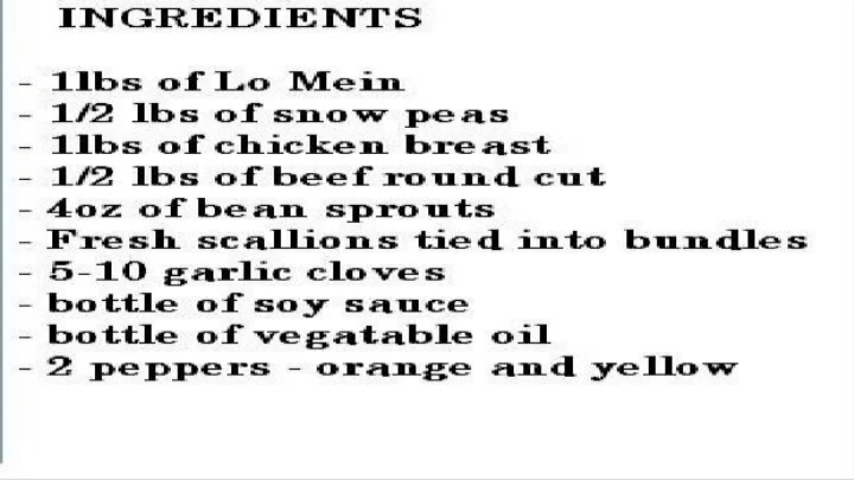 INGREDIENTS
- 1lbs of Lo Mein
- 1/2 lbs of snow peas
- 1lbs of chicken breast
- 1/2 lbs of beef round cut
- 4oz of bean sprouts
- Fresh scallions tied into bundles
- 5-10 garlic cloves
- bottle of soy sauce
- bottle of vegatable oil
- 2 peppers - orange and yellow